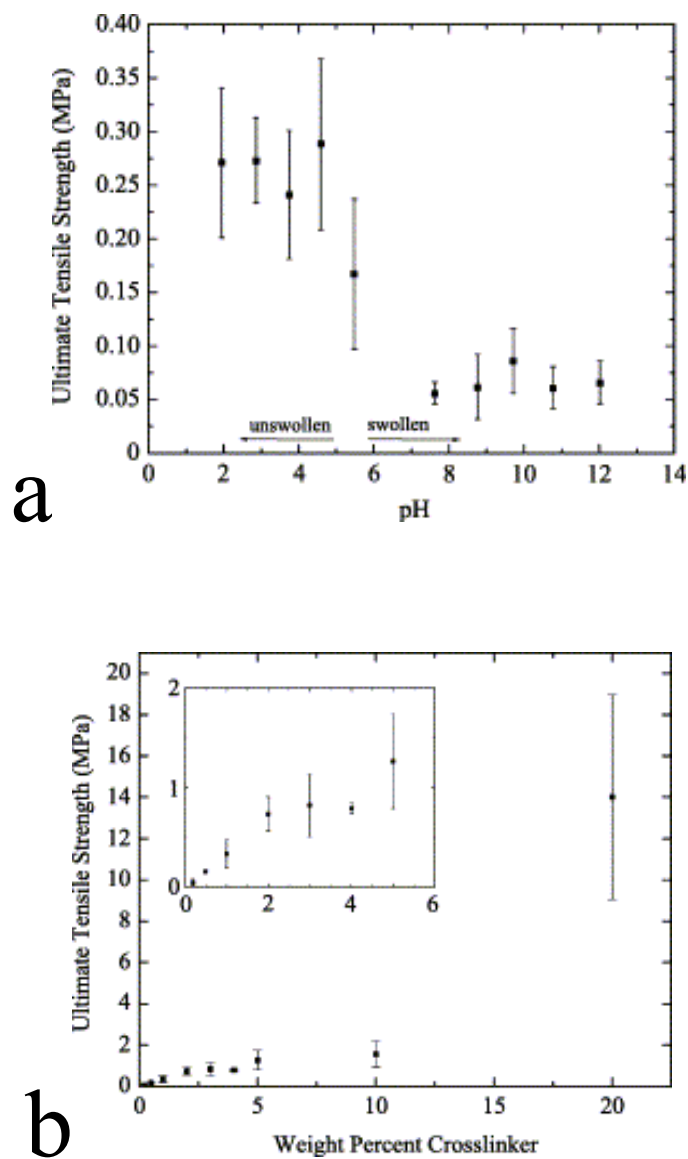 0.40
0.35
0.30
0.25
0.20
0.15
0.10
0.05
0
Ultimate Tensile Strength (MPa)
unswollen swollen
0 2 4 6 8 10 12 14
pH
a
20
18
16
14
12
10
8
6
4
2
0
Ultimate Tensile Strength (MPa)
2
1
0
0 2 4 6
0 5 10 15 20
Weight Percent Crosslinker
b